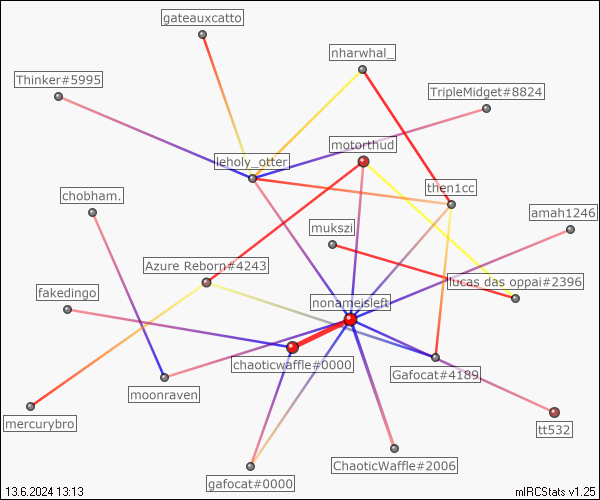 gateauxcatto
nharwhal_
Thinker#5995
TripleMidget#8824
motorthud
leholy_otter
then1cc
chobham.
amah1246
mukszi
Azure Reborn#4243
lucas das oppai#2396
fakedingo
nonameisleft
chaoticwaffle#0000
Gafocat#4189
moonraven
mercurybro
tt532
ChaoticWaffle#2006
gafocat#0000
13.6.2024 13:13
mIRCStats v1.25